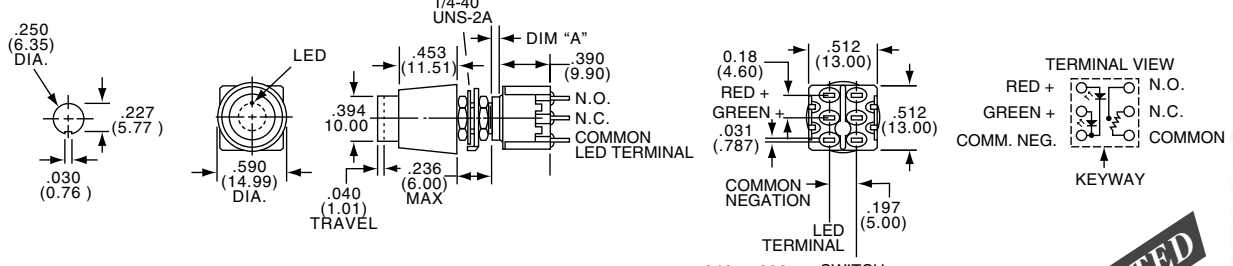 .250
(6.35)
DIA.
.227
(5.77 )
.030
(0.76 )
LED
.590
(14.99)
DIA.
1/4-40
UNS-2A
DIM “A”
.453
(11.51)
.390
(9.90)
.394
10.00
N.O.
N.C.
COMMON
LED TERMINAL
.236
(6.00)
MAX
.040
(1.01)
TRAVEL
0.18
(4.60)
.512
(13.00)
RED +
GREEN +
.031
(.787)
.512
(13.00)
COMMON
NEGATION
.197
(5.00)
LED
TERMINAL
SWITCH
TERMINAL VIEW
RED +
N.O.
GREEN +
N.C.
COMM. NEG.
COMMON
KEYWAY